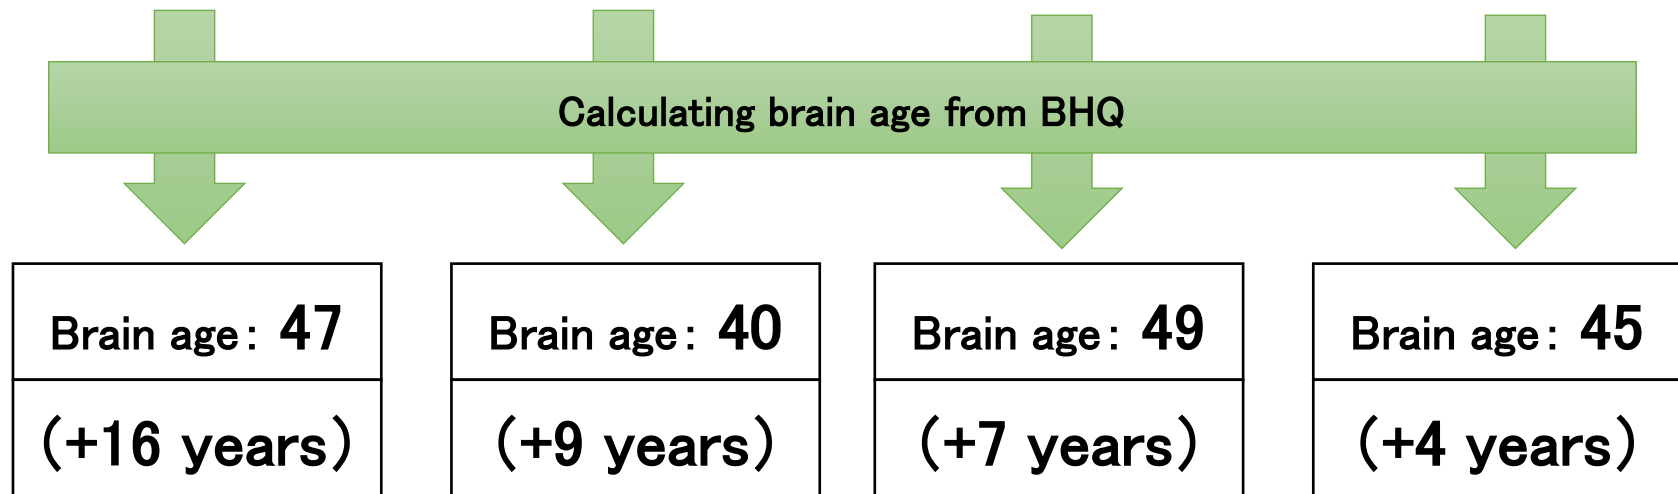 Calculating brain age from BHQ
Brain age: 47
(+16 years)
Brain age: 40
(+9 years)
Brain age: 49
(+7 years)
Brain age: 45
(+4 years)